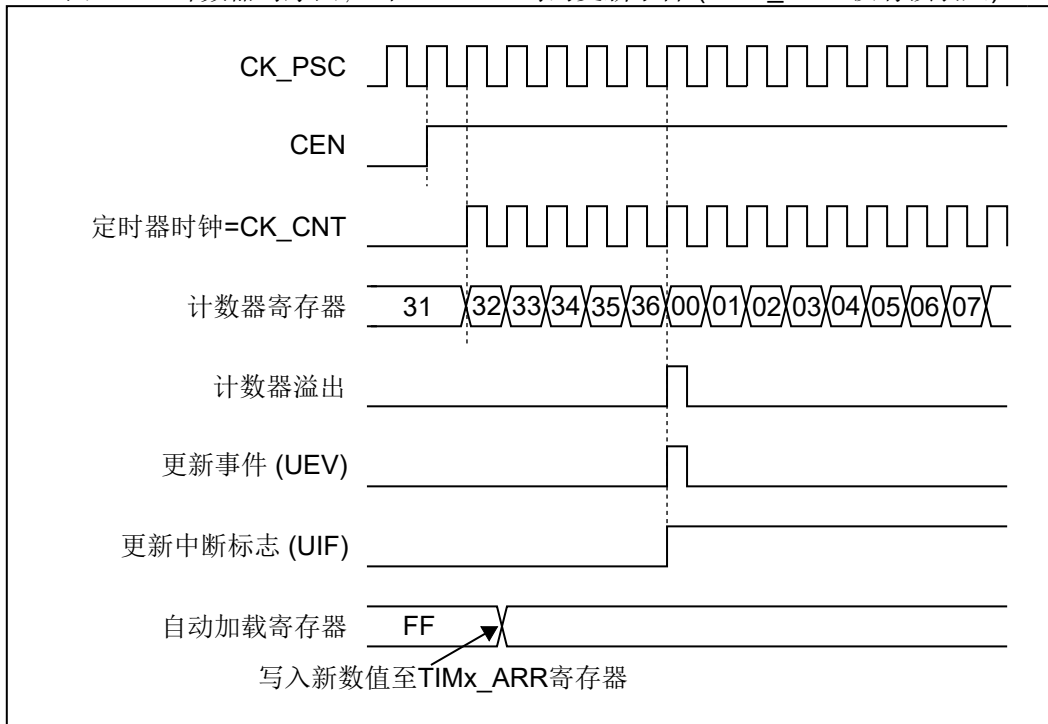 CK_PSC
CEN
定时器时钟=CK_CNT
计数器寄存器 31 32 33 34 35 36 00 01 02 03 04 05 06 07
计数器溢出
更新事件 (UEV)
更新中断标志 (UIF)
自动加载寄存器 FF
写入新数值至TIMx_ARR寄存器